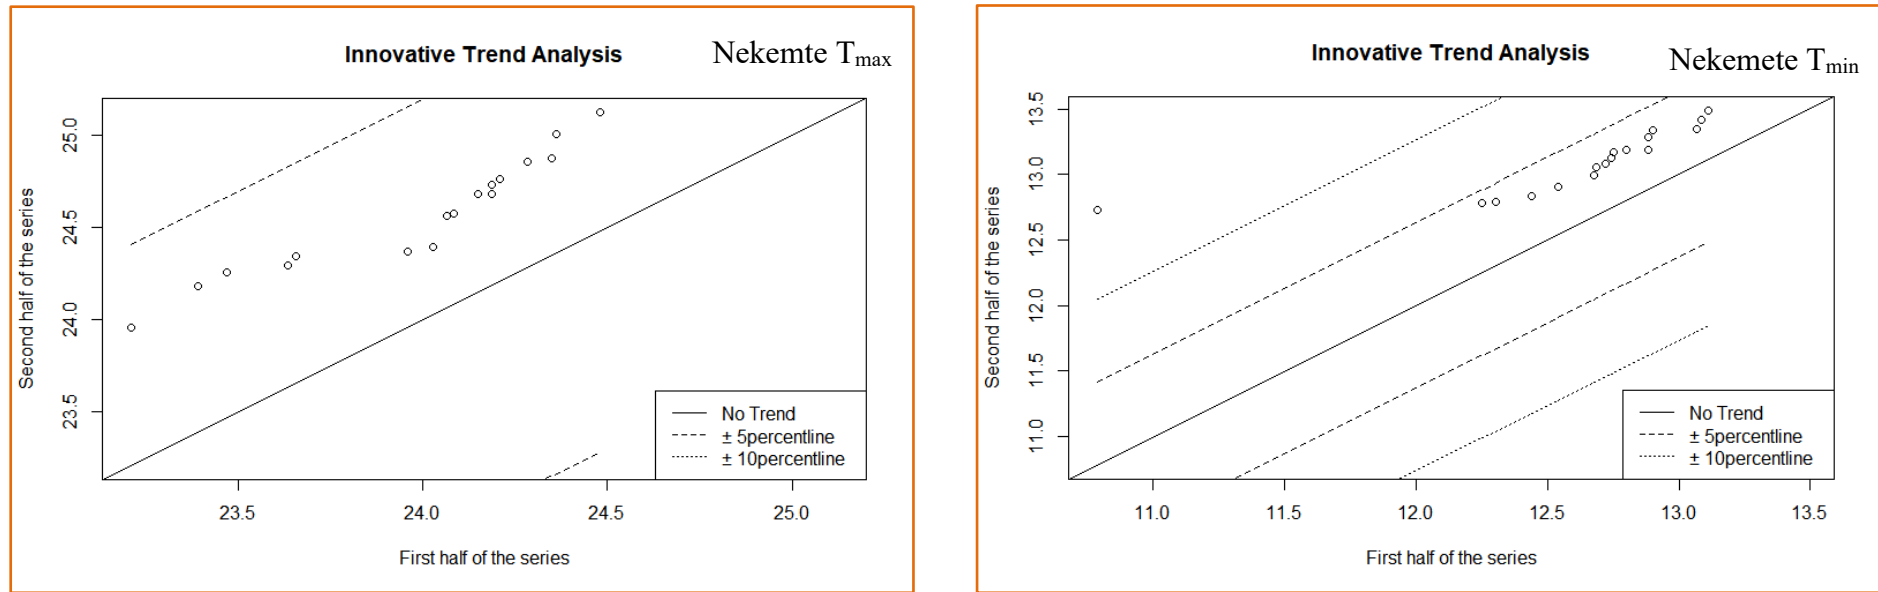 Innovative Trend Analysis
Nekemte Tmax
Second half of the series
25.0
24.5
24.0
23.5
No Trend
± 5percentline
± 10percentline
23.5 24.0 24.5 25.0
First half of the series
Innovative Trend Analysis
Nekemete Tmin
Second half of the series
13.5
13.0
12.5
12.0
11.5
11.0
No Trend
± 5percentline
± 10percentline
11.0 11.5 12.0 12.5 13.0 13.5
First half of the series